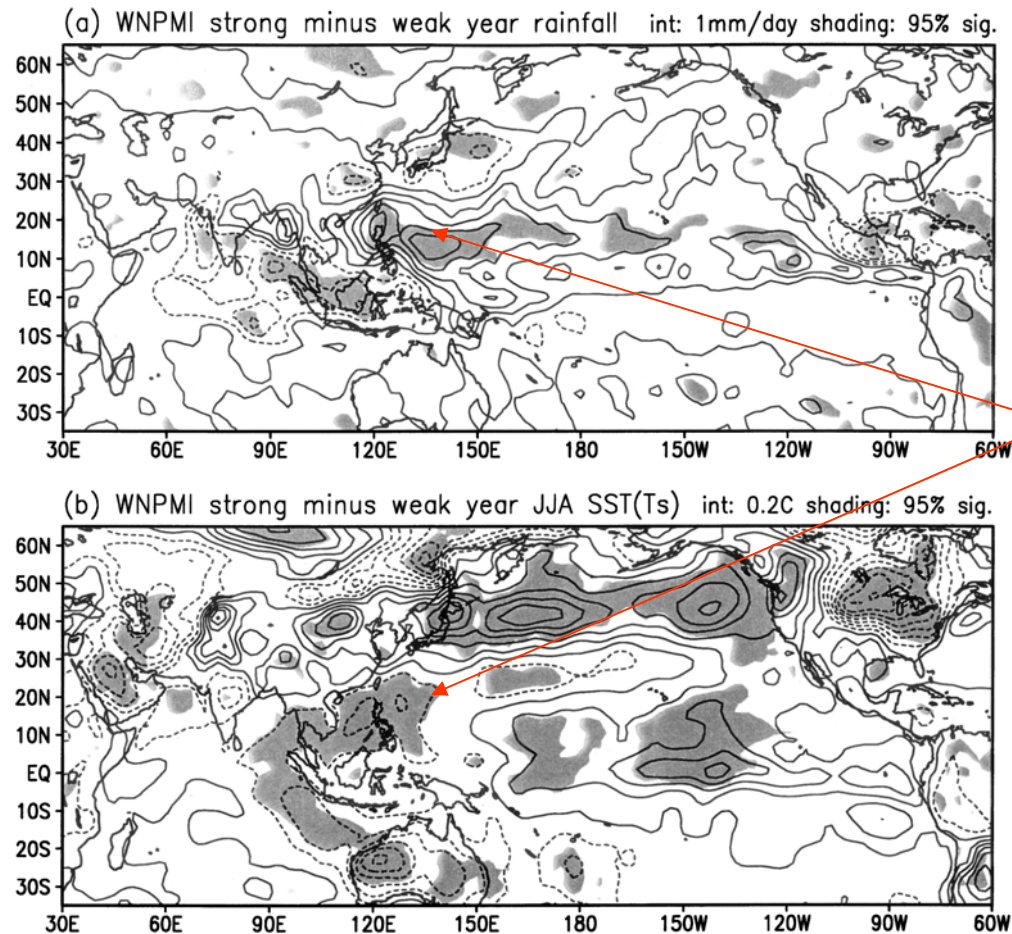 (a) WNPMI strong minus weak year rainfall int: 1mm/day shading: 95% sig.
60N
50N
40N
30N
20N
10N
EQ
10S
20S
30S
30E 60E 90E 120E 150E 180 150W 120W 90W 60W
(b) WNPMI strong minus weak year JJA SST(Ts) int: 0.2C shading: 95% sig.
60N
50N
40N
30N
20N
10N
EQ
10S
20S
30S
30E 60E 90E 120E 150E 180 150W 120W 90W 60W